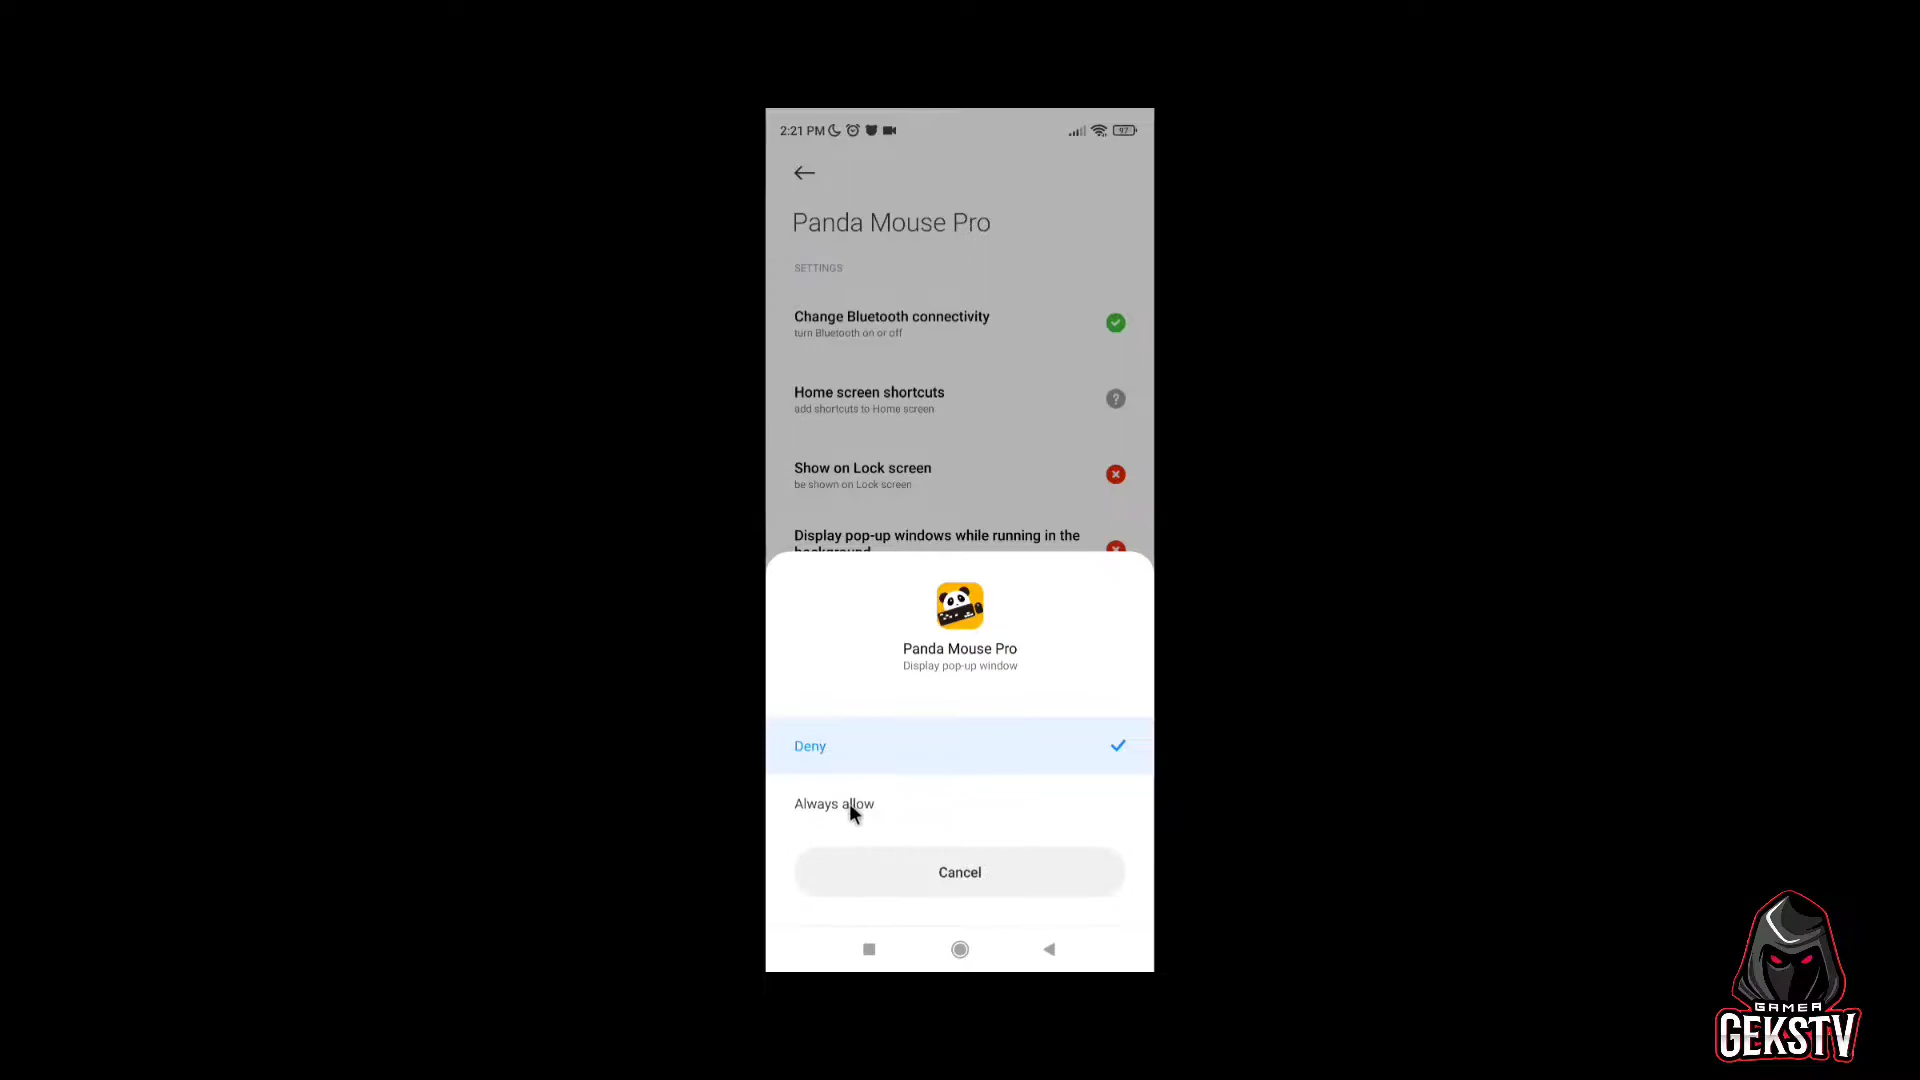 2:21 PM
97
Panda Mouse Pro
SETTINGS
Change Bluetooth connectivity
turn Bluetooth on or off
Home screen shortcuts
add shortcuts to Home screen
?
Show on Lock screen
be shown on Lock screen
Display pop-up windows while running in the
background
Panda Mouse Pro
Display pop-up window
Deny
Always allow
Cancel
GAMER
GEKSTV